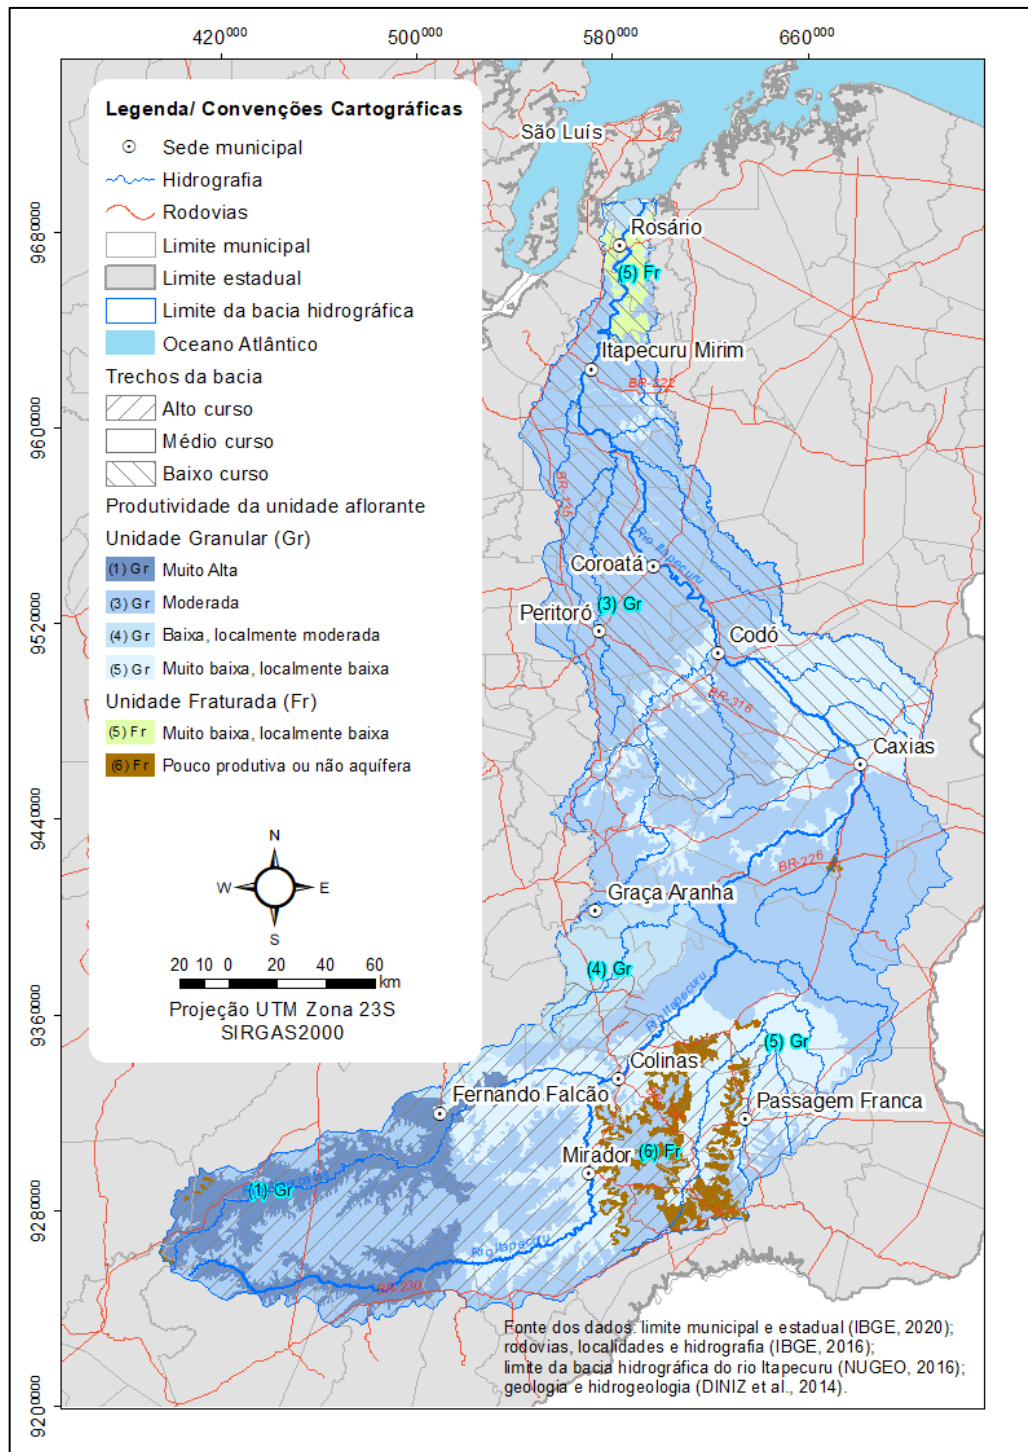 420000
500000
580000
660000
Legenda/ Convenções Cartográficas
Sede municipal
Hidrografia
Rodovias
Limite municipal
Limite estadual
Limite da bacia hidrográfica
Oceano Atlântico
Trechos da bacia
Alto curso
Médio curso
Baixo curso
Produtividade da unidade aflorante
Unidade Granular (Gr)
(1) Gr Muito Alta
(3) Gr Moderada
(4) Gr Baixa, localmente moderada
(5) Gr Muito baixa, localmente baixa
Unidade Fraturada (Fr)
(5) Fr Muito baixa, localmente baixa
(6) Fr Pouco produtiva ou não aquífera
N
W
E
S
20 10 0 20 40 60
km
Projeção UTM Zona 23S
SIRGAS2000
9680000
9600000
9520000
9440000
9360000
9280000
9200000
São Luís
Rosário
(5) Fr
Itapecuru Mirim
BR-222
BR-135
Rio Itapecuru
Coroatá
(3) Gr
Peritoró
Codó
BR-316
Caxias
BR-226
Graça Aranha
(4) Gr
Rio Itapecuru
(5) Gr
Colinas
Fernando Falcão
Passagem Franca
(6) Fr
Mirador
(1) Gr
Rio Itapecuru
BR-230
Fonte dos dados: limite municipal e estadual (IBGE, 2020);
rodovias, localidades e hidrografia (IBGE, 2016);
limite da bacia hidrográfica do rio Itapecuru (NUGEO, 2016);
geologia e hidrogeologia (DINIZ et al., 2014).